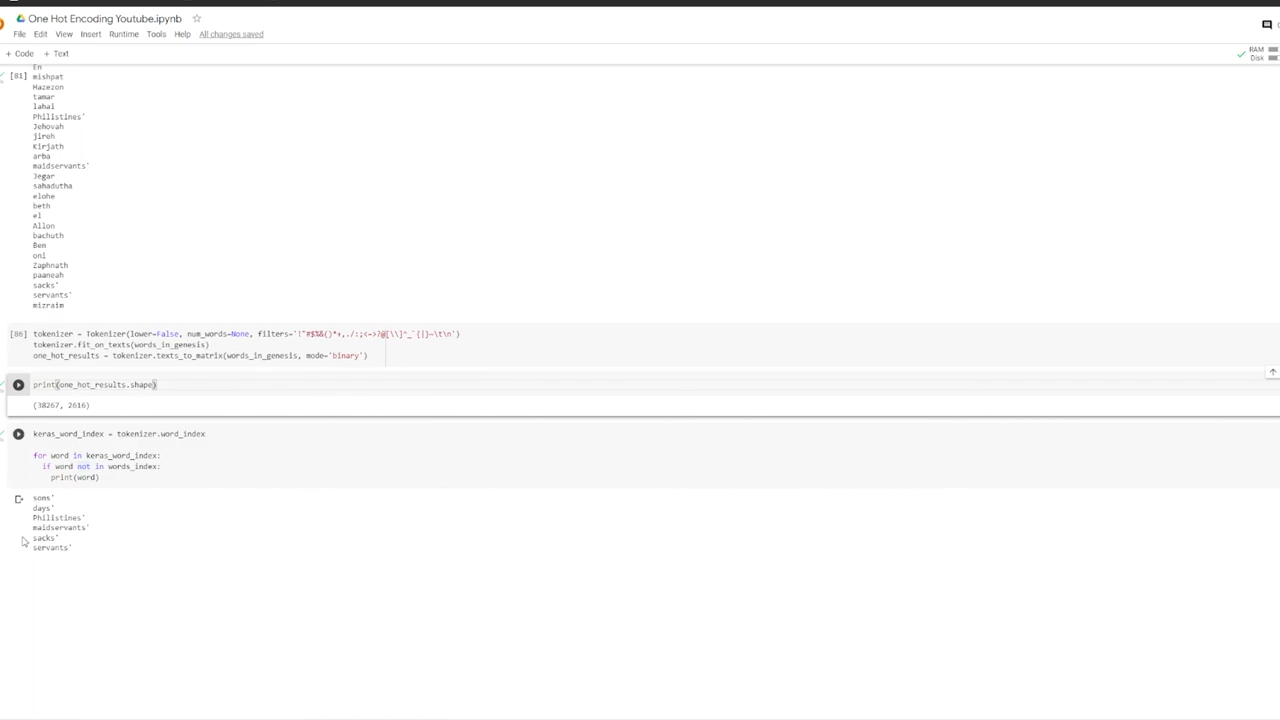 One Hot Encoding Youtube.ipynb
File Edit View Insert Runtime Tools Help All changes saved
+ Code + Text
RAM
Disk
En
[81] mishpat
Hazezon
tamar
lahai
Philistines'
Jehovah
jireh
Kirjath
arba
maidservants'
Jegar
sahadutha
elohe
beth
el
Allon
bachuth
Ben
oni
Zaphnath
paaneah
sacks'
servants'
mizraim
[86] tokenizer = Tokenizer(lower=False, num_words=None, filters='!"#$%&()*+,./:;<=>?@[\\]^_`{|}~\t\n')
tokenizer.fit_on_texts(words_in_genesis)
one_hot_results = tokenizer.texts_to_matrix(words_in_genesis, mode='binary')
print(one_hot_results.shape)
(38267, 2616)
keras_word_index = tokenizer.word_index
for word in keras_word_index:
if word not in words_index:
print(word)
sons'
days'
Philistines'
maidservants'
sacks'
servants'